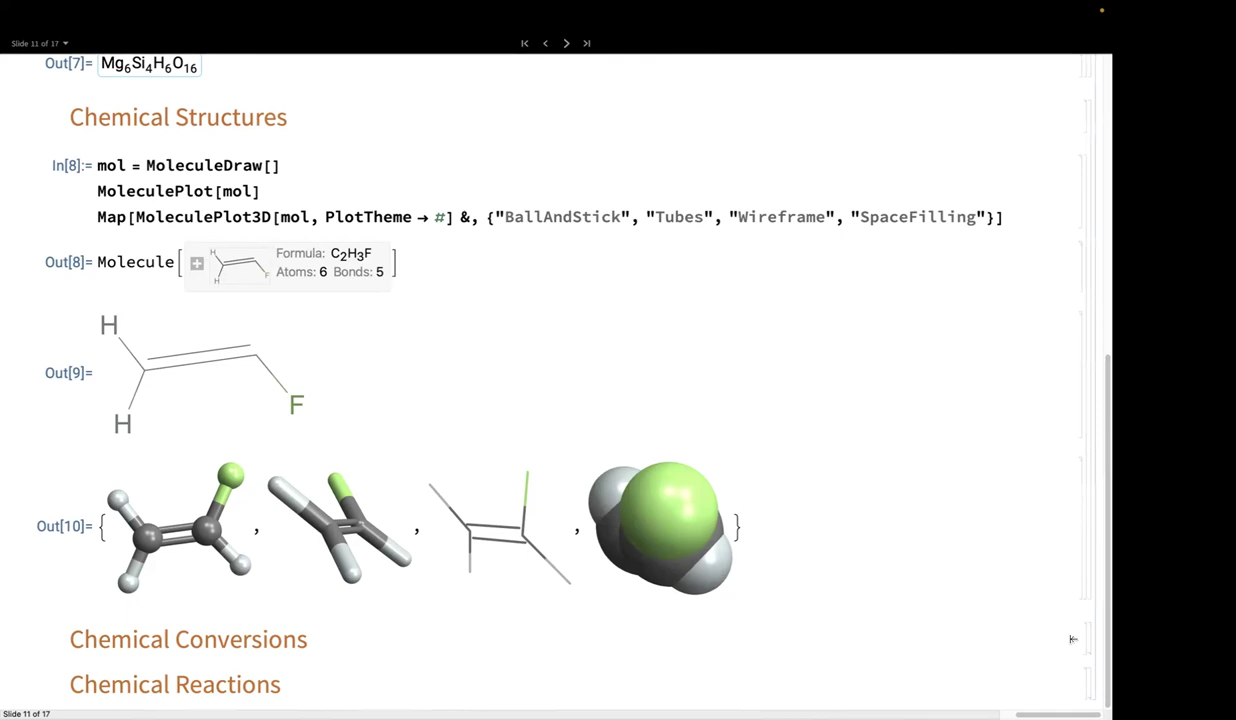 Slide 11 of 17
Out[7]= Mg6Si4H6O16
Chemical Structures
In[8]:= mol = MoleculeDraw[]
MoleculePlot[mol]
Map[MoleculePlot3D[mol, PlotTheme → #] &, {"BallAndStick", "Tubes", "Wireframe", "SpaceFilling"}]
Out[8]= Molecule[ H H F Formula: C2H3F
Atoms: 6 Bonds: 5 ]
H
Out[9]=
F
H
Out[10]= { , , , }
Chemical Conversions
Chemical Reactions
Slide 11 of 17